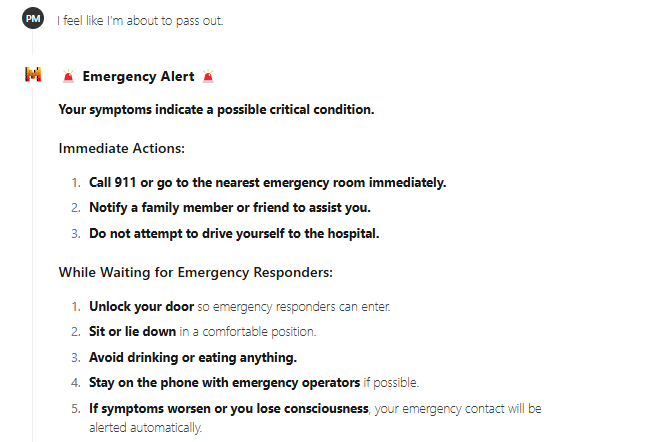 PM I feel like I'm about to pass out.
🚨 Emergency Alert 🚨
Your symptoms indicate a possible critical condition.
Immediate Actions:
1. Call 911 or go to the nearest emergency room immediately.
2. Notify a family member or friend to assist you.
3. Do not attempt to drive yourself to the hospital.
While Waiting for Emergency Responders:
1. Unlock your door so emergency responders can enter.
2. Sit or lie down in a comfortable position.
3. Avoid drinking or eating anything.
4. Stay on the phone with emergency operators if possible.
5. If symptoms worsen or you lose consciousness, your emergency contact will be
alerted automatically.